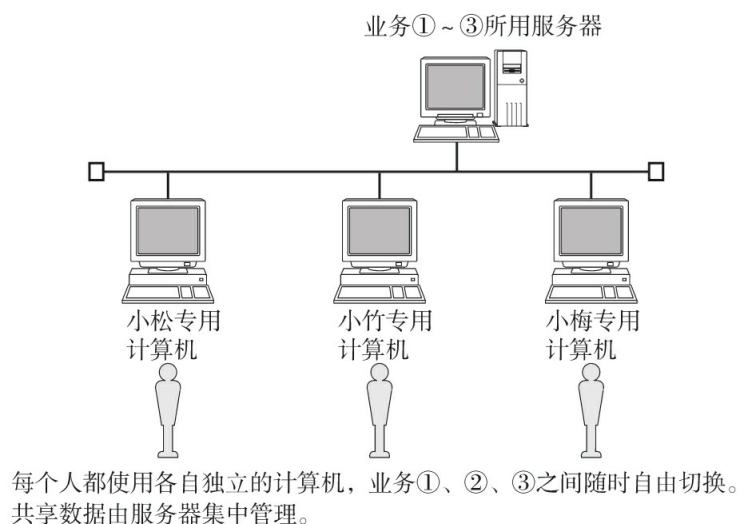 业务①~③所用服务器
小松专用
计算机
小竹专用
计算机
小梅专用
计算机
每个人都使用各自独立的计算机，业务①、②、③之间随时自由切换。
共享数据由服务器集中管理。